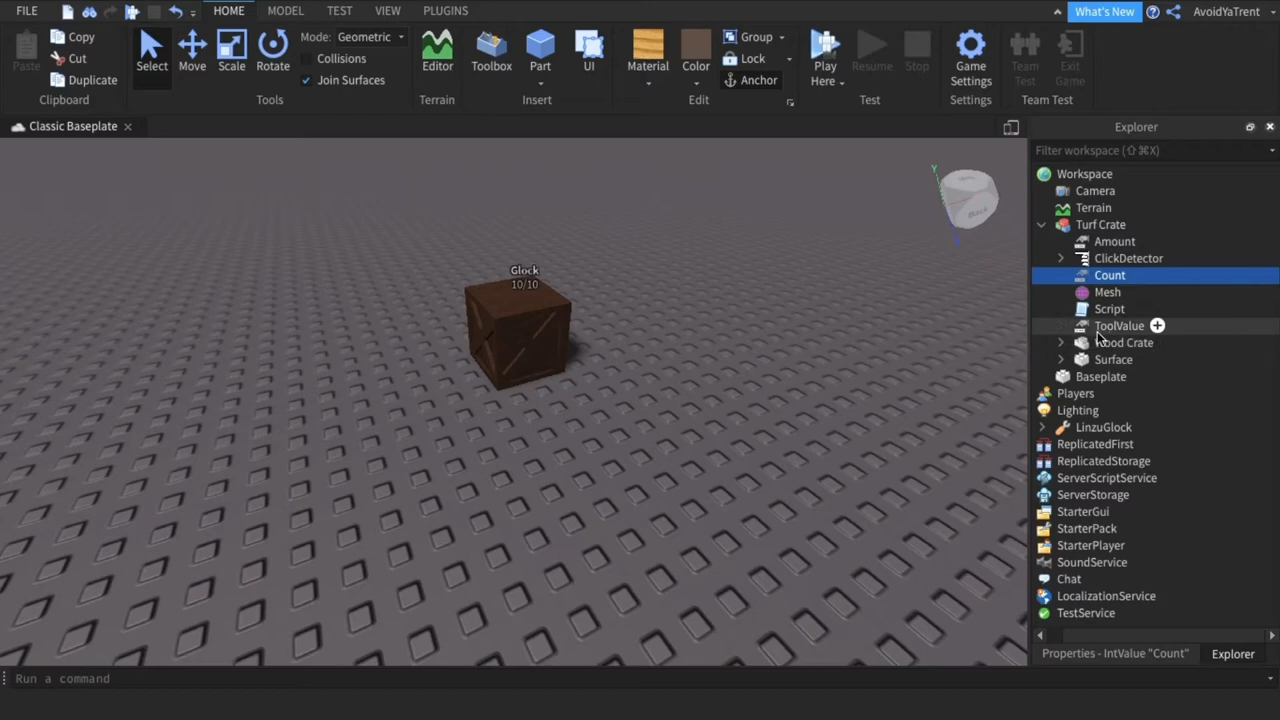 FILE HOME MODEL TEST VIEW PLUGINS What's New AvoidYaTrent
Paste Copy Cut Duplicate
Clipboard
Select Move Scale Rotate
Mode: Geometric
Collisions
Join Surfaces
Tools
Editor
Terrain
Toolbox Part UI
Insert
Material Color
Group
Lock
Anchor
Edit
Play Here Resume Stop
Test
Game Settings
Settings
Team Test Exit Game
Team Test
Classic Baseplate
Glock
10/10
Back
Explorer
Filter workspace (⇧⌘X)
Workspace
Camera
Terrain
Turf Crate
Amount
ClickDetector
Count
Mesh
Script
ToolValue
Wood Crate
Surface
Baseplate
Players
Lighting
LinzuGlock
ReplicatedFirst
ReplicatedStorage
ServerScriptService
ServerStorage
StarterGui
StarterPack
StarterPlayer
SoundService
Chat
LocalizationService
TestService
Properties - IntValue "Count" Explorer
Run a command